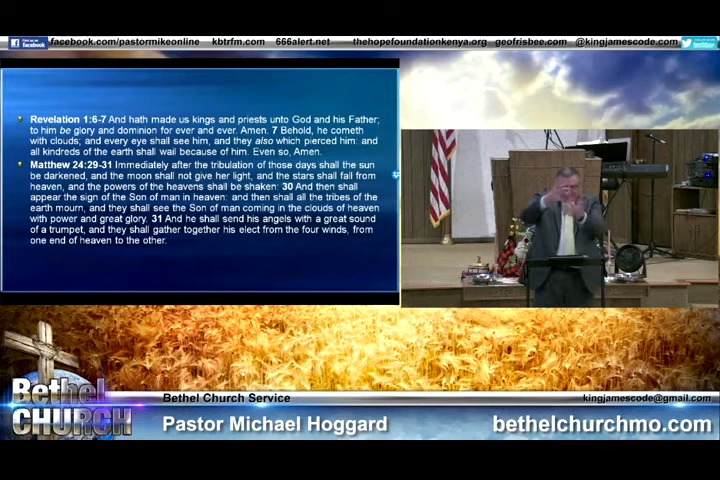 facebook.com/pastormikeonline kbtrfm.com 666alert.net thehopefoundationkenya.org geofrisbee.com @kingjamescode.com
Find us on
facebook
Revelation 1:6-7 And hath made us kings and priests unto God and his Father;
to him be glory and dominion for ever and ever. Amen. 7 Behold, he cometh
with clouds; and every eye shall see him, and they also which pierced him: and
all kindreds of the earth shall wail because of him. Even so, Amen.
Matthew 24:29-31 Immediately after the tribulation of those days shall the sun
be darkened, and the moon shall not give her light, and the stars shall fall from
heaven, and the powers of the heavens shall be shaken: 30 And then shall
appear the sign of the Son of man in heaven: and then shall all the tribes of the
earth mourn, and they shall see the Son of man coming in the clouds of heaven
with power and great glory. 31 And he shall send his angels with a great sound
of a trumpet, and they shall gather together his elect from the four winds, from
one end of heaven to the other.
Bethel
CHURCH
Bethel Church Service
kingjamescode@gmail.com
Pastor Michael Hoggard
bethelchurchmo.com